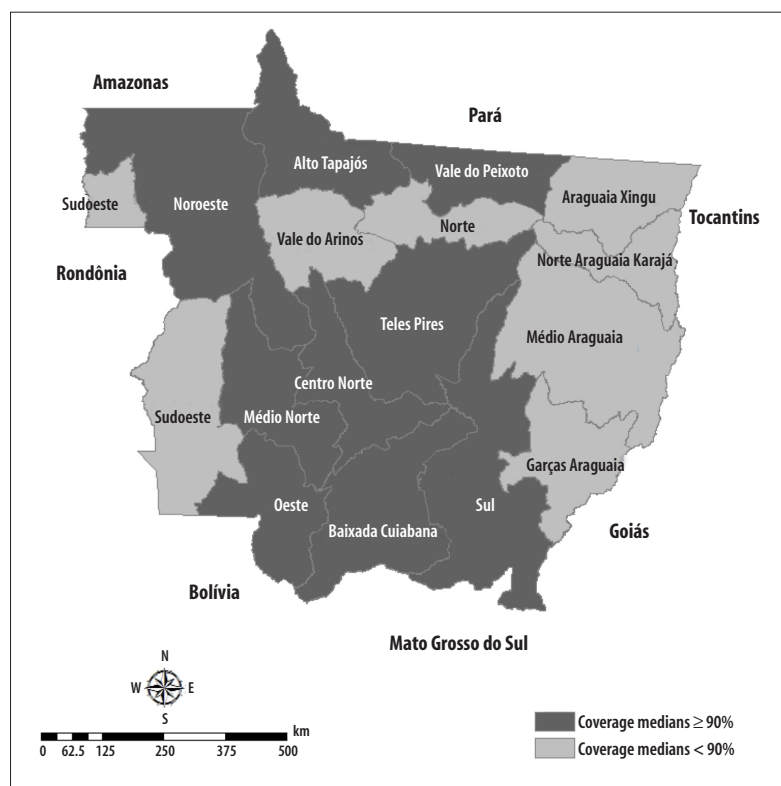 Amazonas
Pará
Alto Tapajós
Vale do Peixoto
Sudoeste
Noroeste
Araguaia Xingu
Tocantins
Vale do Arinos
Norte
Rondônia
Norte Araguaia Karajá
Teles Pires
Médio Araguaia
Centro Norte
Sudoeste
Médio Norte
Garças Araguaia
Oeste
Sul
Baixada Cuiabana
Goiás
Bolívia
Mato Grosso do Sul
N
W E
S
km
0 62.5 125 250 375 500
Coverage medians ≥ 90%
Coverage medians < 90%